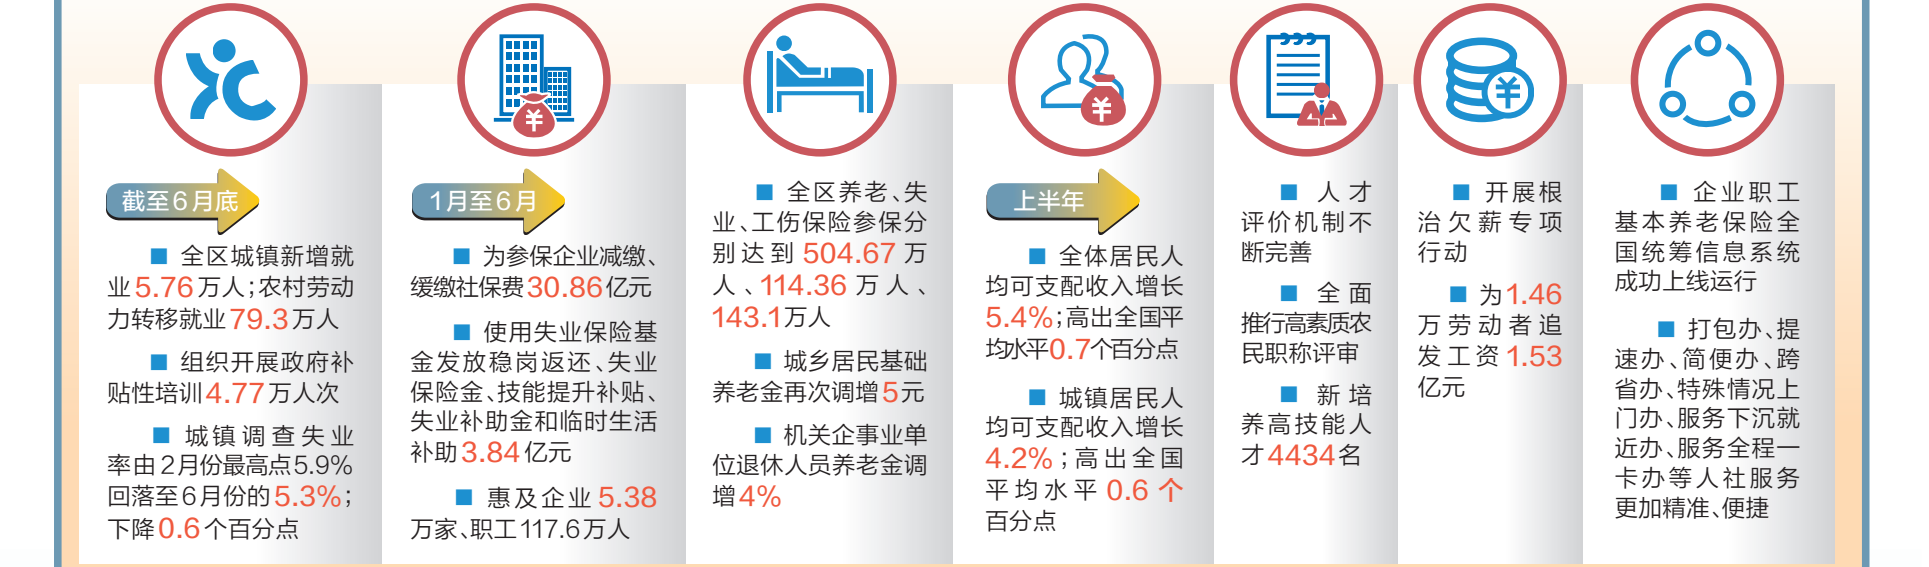 截至6月底
■ 全区城镇新增就
业5.76万人;农村劳动
力转移就业79.3万人
■ 组织开展政府补
贴性培训4.77万人次
■ 城镇调查失业
率由2月份最高点5.9%
回落至6月份的5.3%;
下降0.6个百分点
1月至6月
■ 为参保企业减缴、
缓缴社保费30.86亿元
■ 使用失业保险基
金发放稳岗返还、失业
保险金、技能提升补贴、
失业补助金和临时生活
补助3.84亿元
■ 惠及企业5.38
万家、职工117.6万人
■ 全区养老、失
业、工伤保险参保分
别达到504.67万
人、114.36万人、
143.1万人
■ 城乡居民基础
养老金再次调增5元
■ 机关企事业单
位退休人员养老金调
增4%
上半年
■ 全体居民人
均可支配收入增长
5.4%;高出全国平
均水平0.7个百分点
■ 城镇居民人
均可支配收入增长
4.2%;高出全国
平均水平0.6个
百分点
■ 人才
评价机制不
断完善
■ 全面
推行高素质农
民职称评审
■ 新培
养高技能人
才4434名
■ 开展根
治欠薪专项
行动
■ 为1.46
万劳动者追
发工资1.53
亿元
■ 企业职工
基本养老保险全
国统筹信息系统
成功上线运行
■ 打包办、提
速办、简便办、跨
省办、特殊情况上
门办、服务下沉就
近办、服务全程一
卡办等人社服务
更加精准、便捷